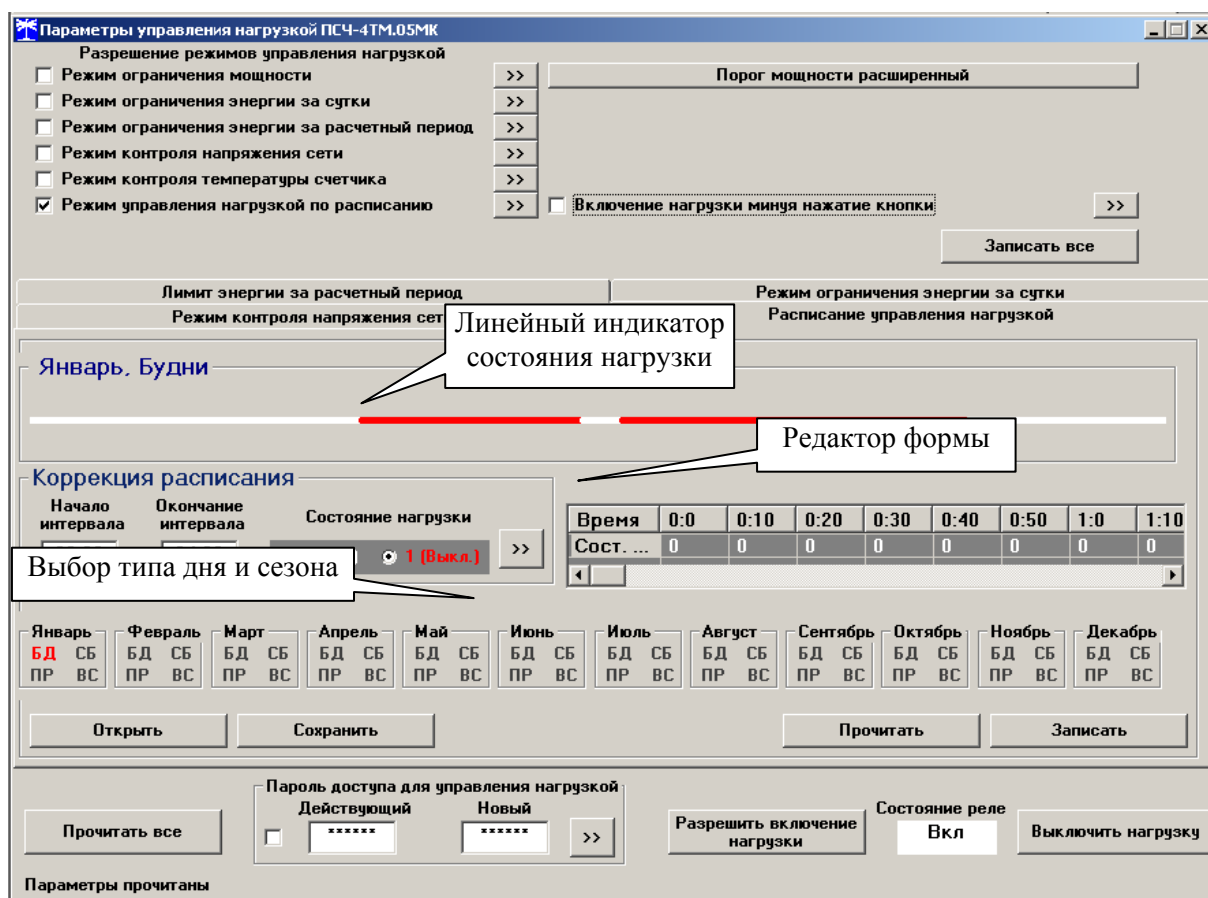 Параметры управления нагрузкой ПСЧ-4ТМ.05МК
Разрешение режимов управления нагрузкой
Режим ограничения мощности >> Порог мощности расширенный
Режим ограничения энергии за сутки >>
Режим ограничения энергии за расчетный период >>
Режим контроля напряжения сети >>
Режим контроля температуры счетчика >>
Режим управления нагрузкой по расписанию >> Включение нагрузки минуя нажатие кнопки >>
Записать все
Лимит энергии за расчетный период Режим ограничения энергии за сутки
Режим контроля напряжения сет Расписание управления нагрузкой
Линейный индикатор
состояния нагрузки
Январь, Будни
Редактор формы
Коррекция расписания
Начало Окончание
интервала интервала
Состояние нагрузки
1 (Выкл.) >>
Время 0:0 0:10 0:20 0:30 0:40 0:50 1:0 1:10
Сост. ... 0 0 0 0 0 0 0 0
Выбор типа дня и сезона
Январь Февраль Март Апрель Май Июнь Июль Август Сентябрь Октябрь Ноябрь Декабрь
БД СБ БД СБ БД СБ БД СБ БД СБ БД СБ БД СБ БД СБ БД СБ БД СБ БД СБ БД СБ
ПР ВС ПР ВС ПР ВС ПР ВС ПР ВС ПР ВС ПР ВС ПР ВС ПР ВС ПР ВС ПР ВС ПР ВС
Открыть Сохранить Прочитать Записать
Прочитать все
Пароль доступа для управления нагрузкой
Действующий Новый
****** ****** >>
Разрешить включение
нагрузки
Состояние реле
Вкл
Выключить нагрузку
Параметры прочитаны